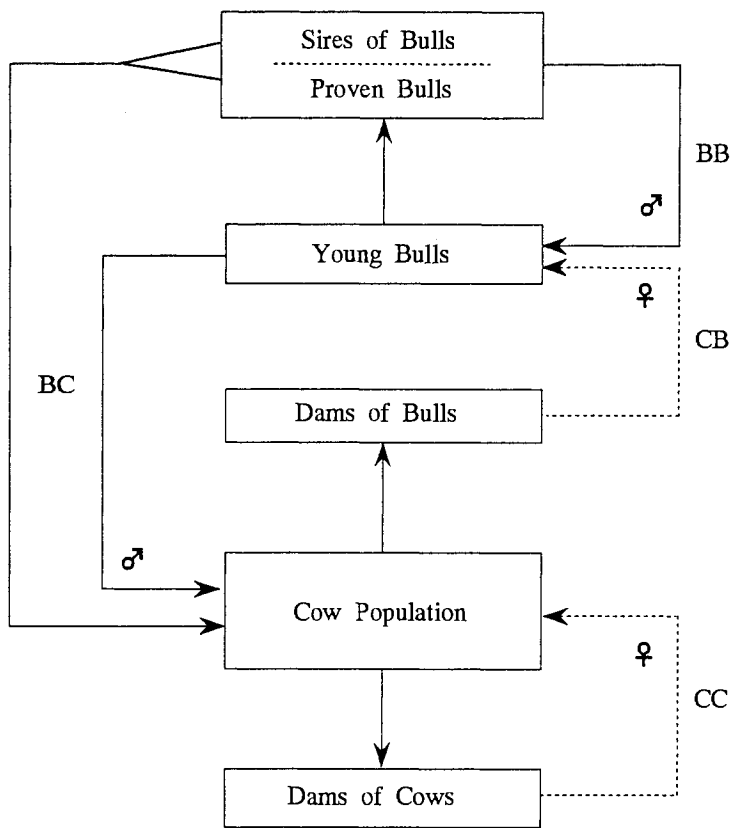 Sires of Bulls
Proven Bulls
BB
♂
Young Bulls
♀
CB
BC
Dams of Bulls
♂
Cow Population
♀
CC
Dams of Cows